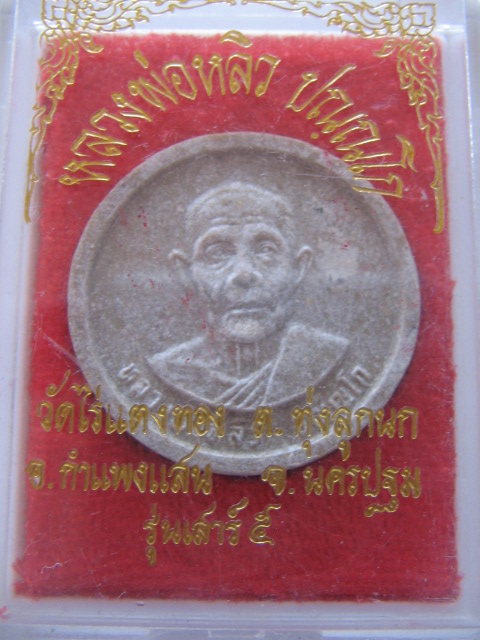 หลวงพ่อหลิว ปณฺณโก
วัดไร่แตงทอง ต.ทุ่งลูกนก
อ.กำแพงแสน จ.นครปฐม
รุ่นเสาร์ ๕